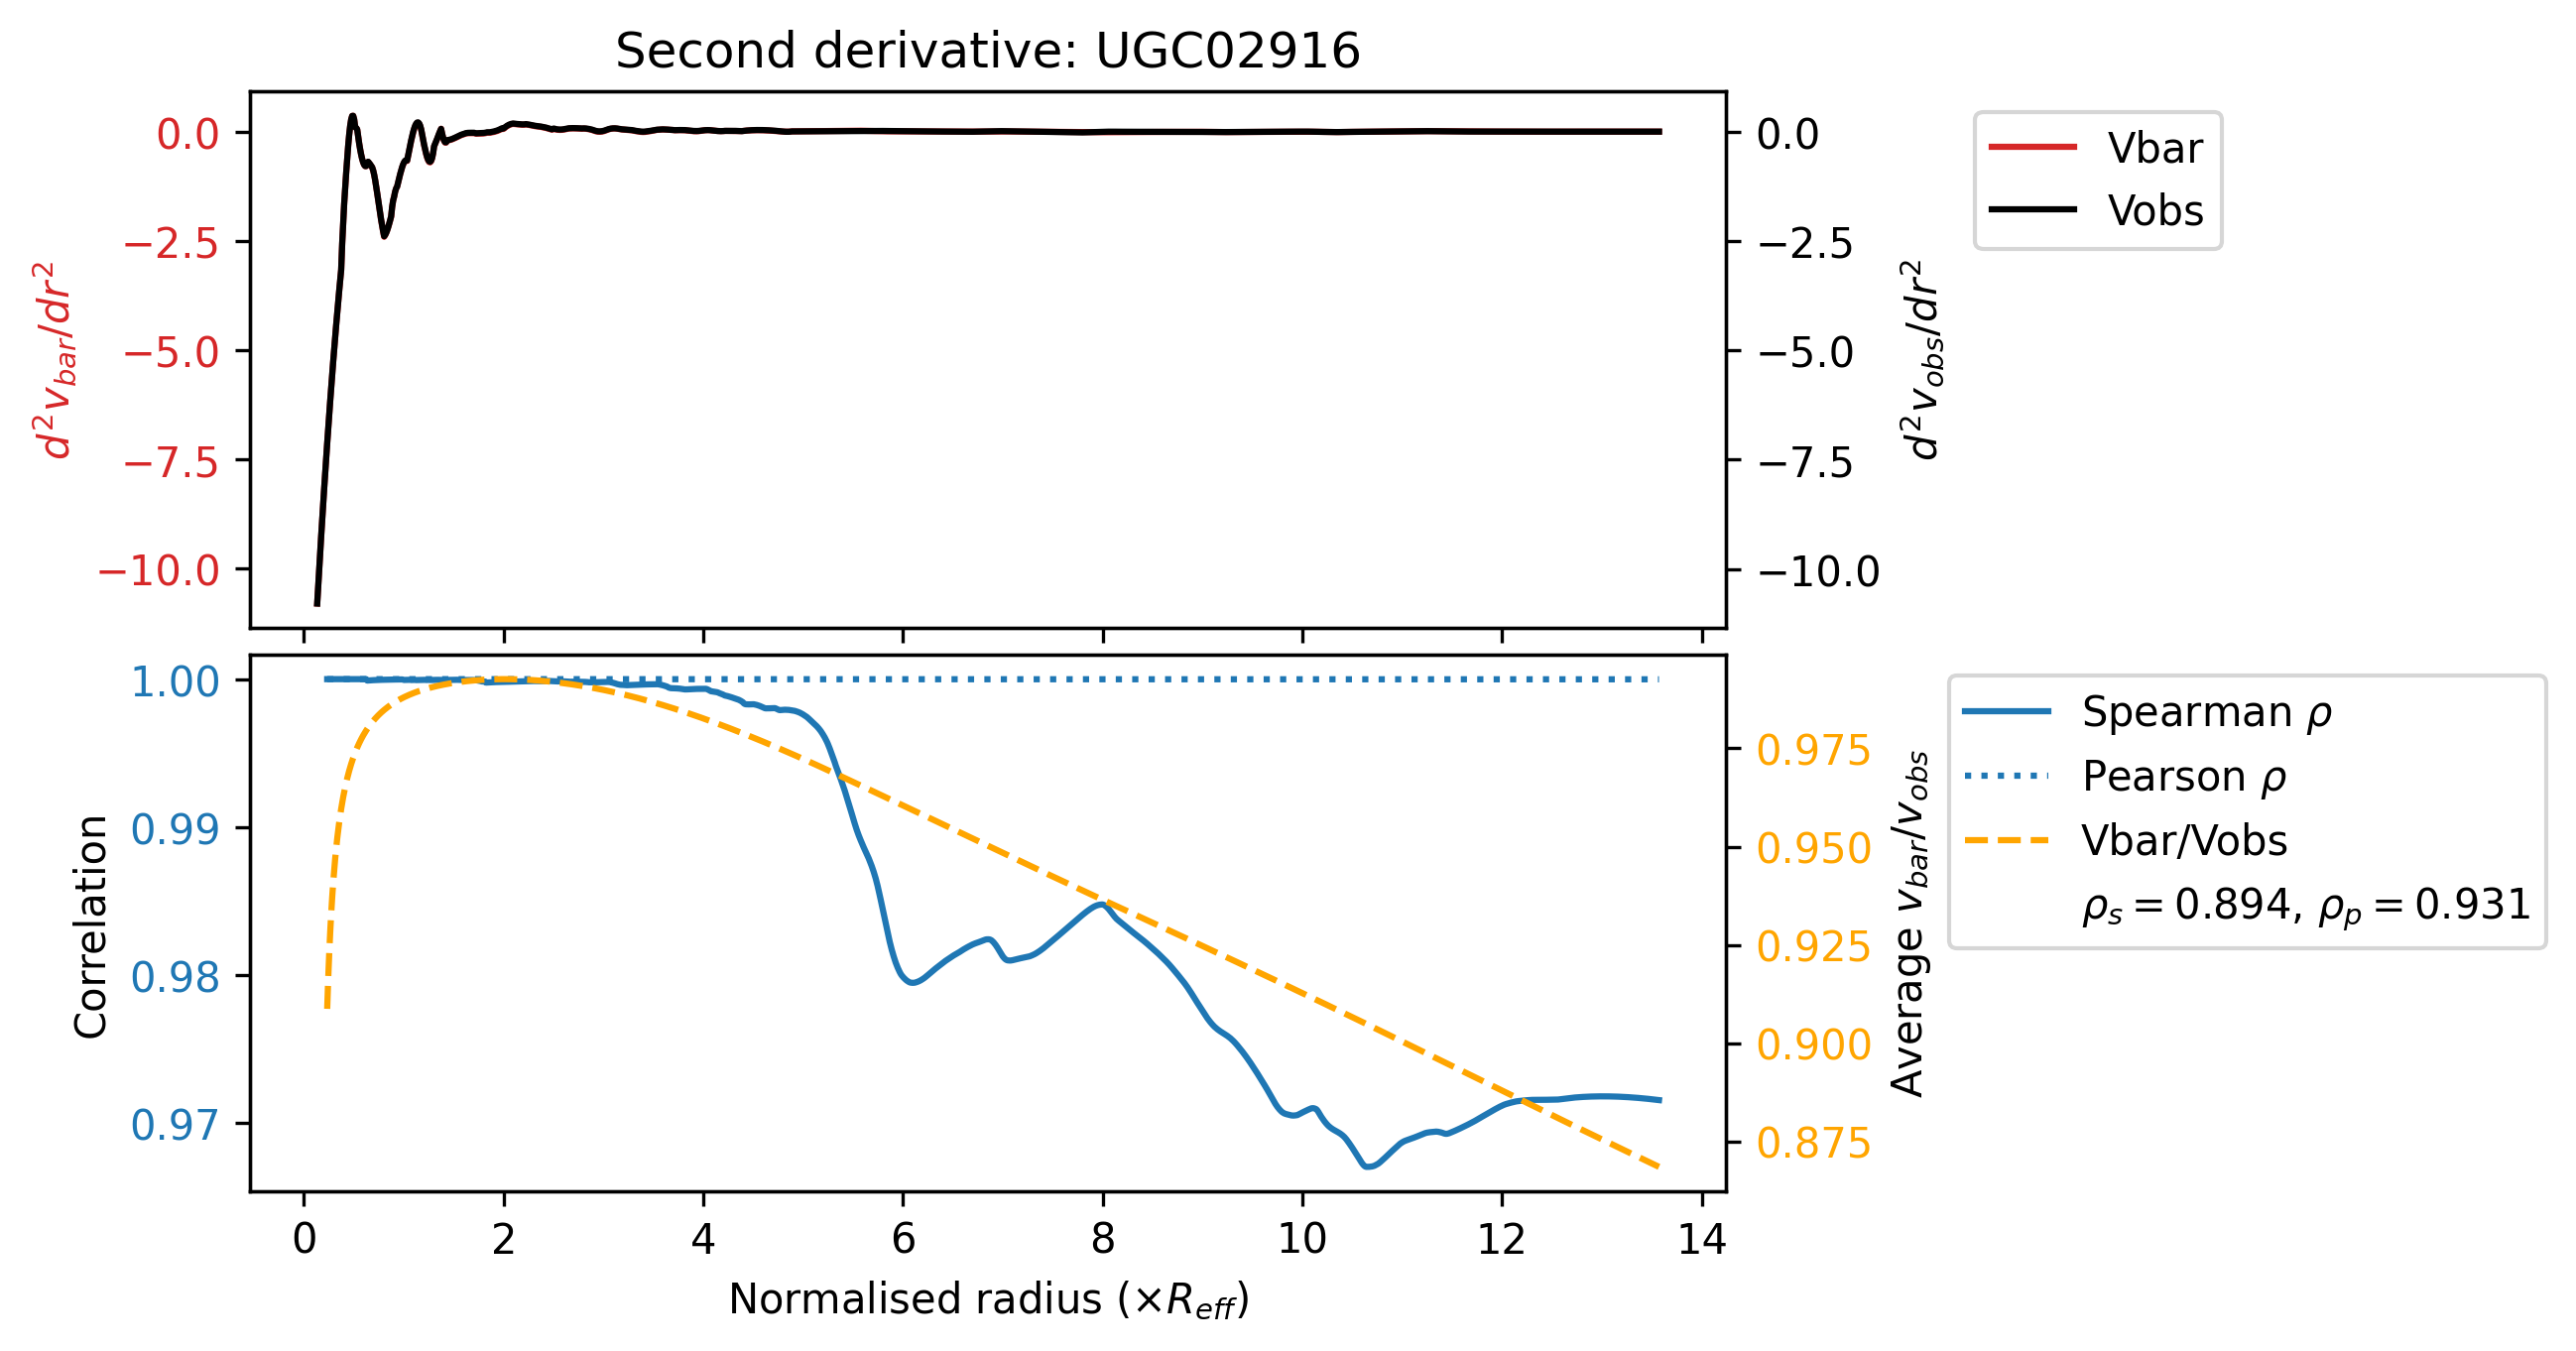 Second derivative: UGC02916
d²v_bar/dr²
0.0
−2.5
−5.0
−7.5
−10.0
0.0
−2.5
−5.0
−7.5
−10.0
d²v_obs/dr²
Vbar
Vobs
Correlation
1.00
0.99
0.98
0.97
0.975
0.950
0.925
0.900
0.875
Average v_bar/v_obs
Spearman ρ
Pearson ρ
Vbar/Vobs
ρ_s = 0.894, ρ_p = 0.931
0 2 4 6 8 10 12 14
Normalised radius (×R_eff)